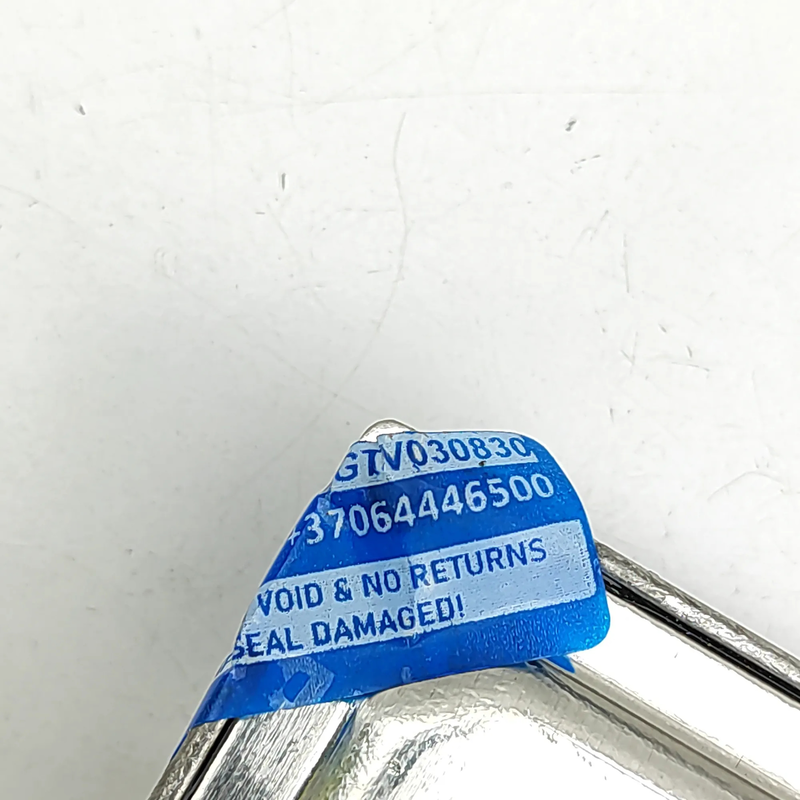 GTV030830
+37064446500
VOID & NO RETURNS
SEAL DAMAGED!